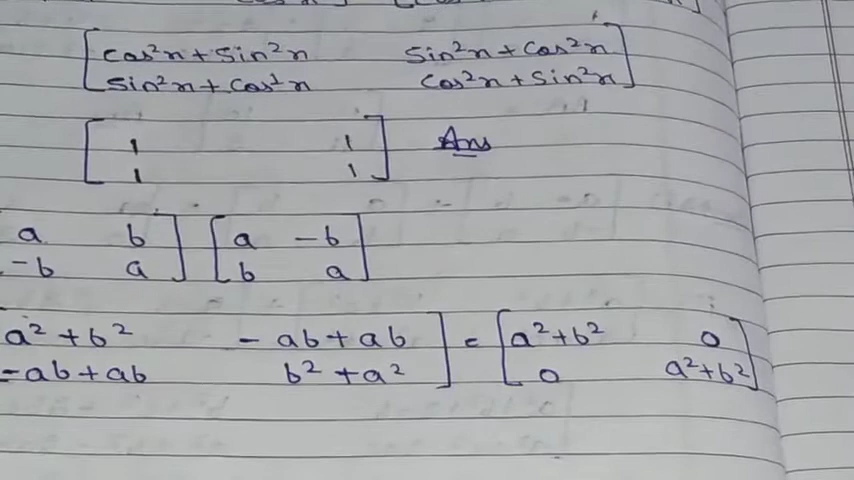 cos²x + sin²x sin²x + cos²x
sin²x + cos²x cos²x + sin²x
1 1 Ans
1 1
a b a -b
-b a b a
a² + b² - ab + ab = a² + b² 0
-ab + ab b² + a² 0 a² + b²